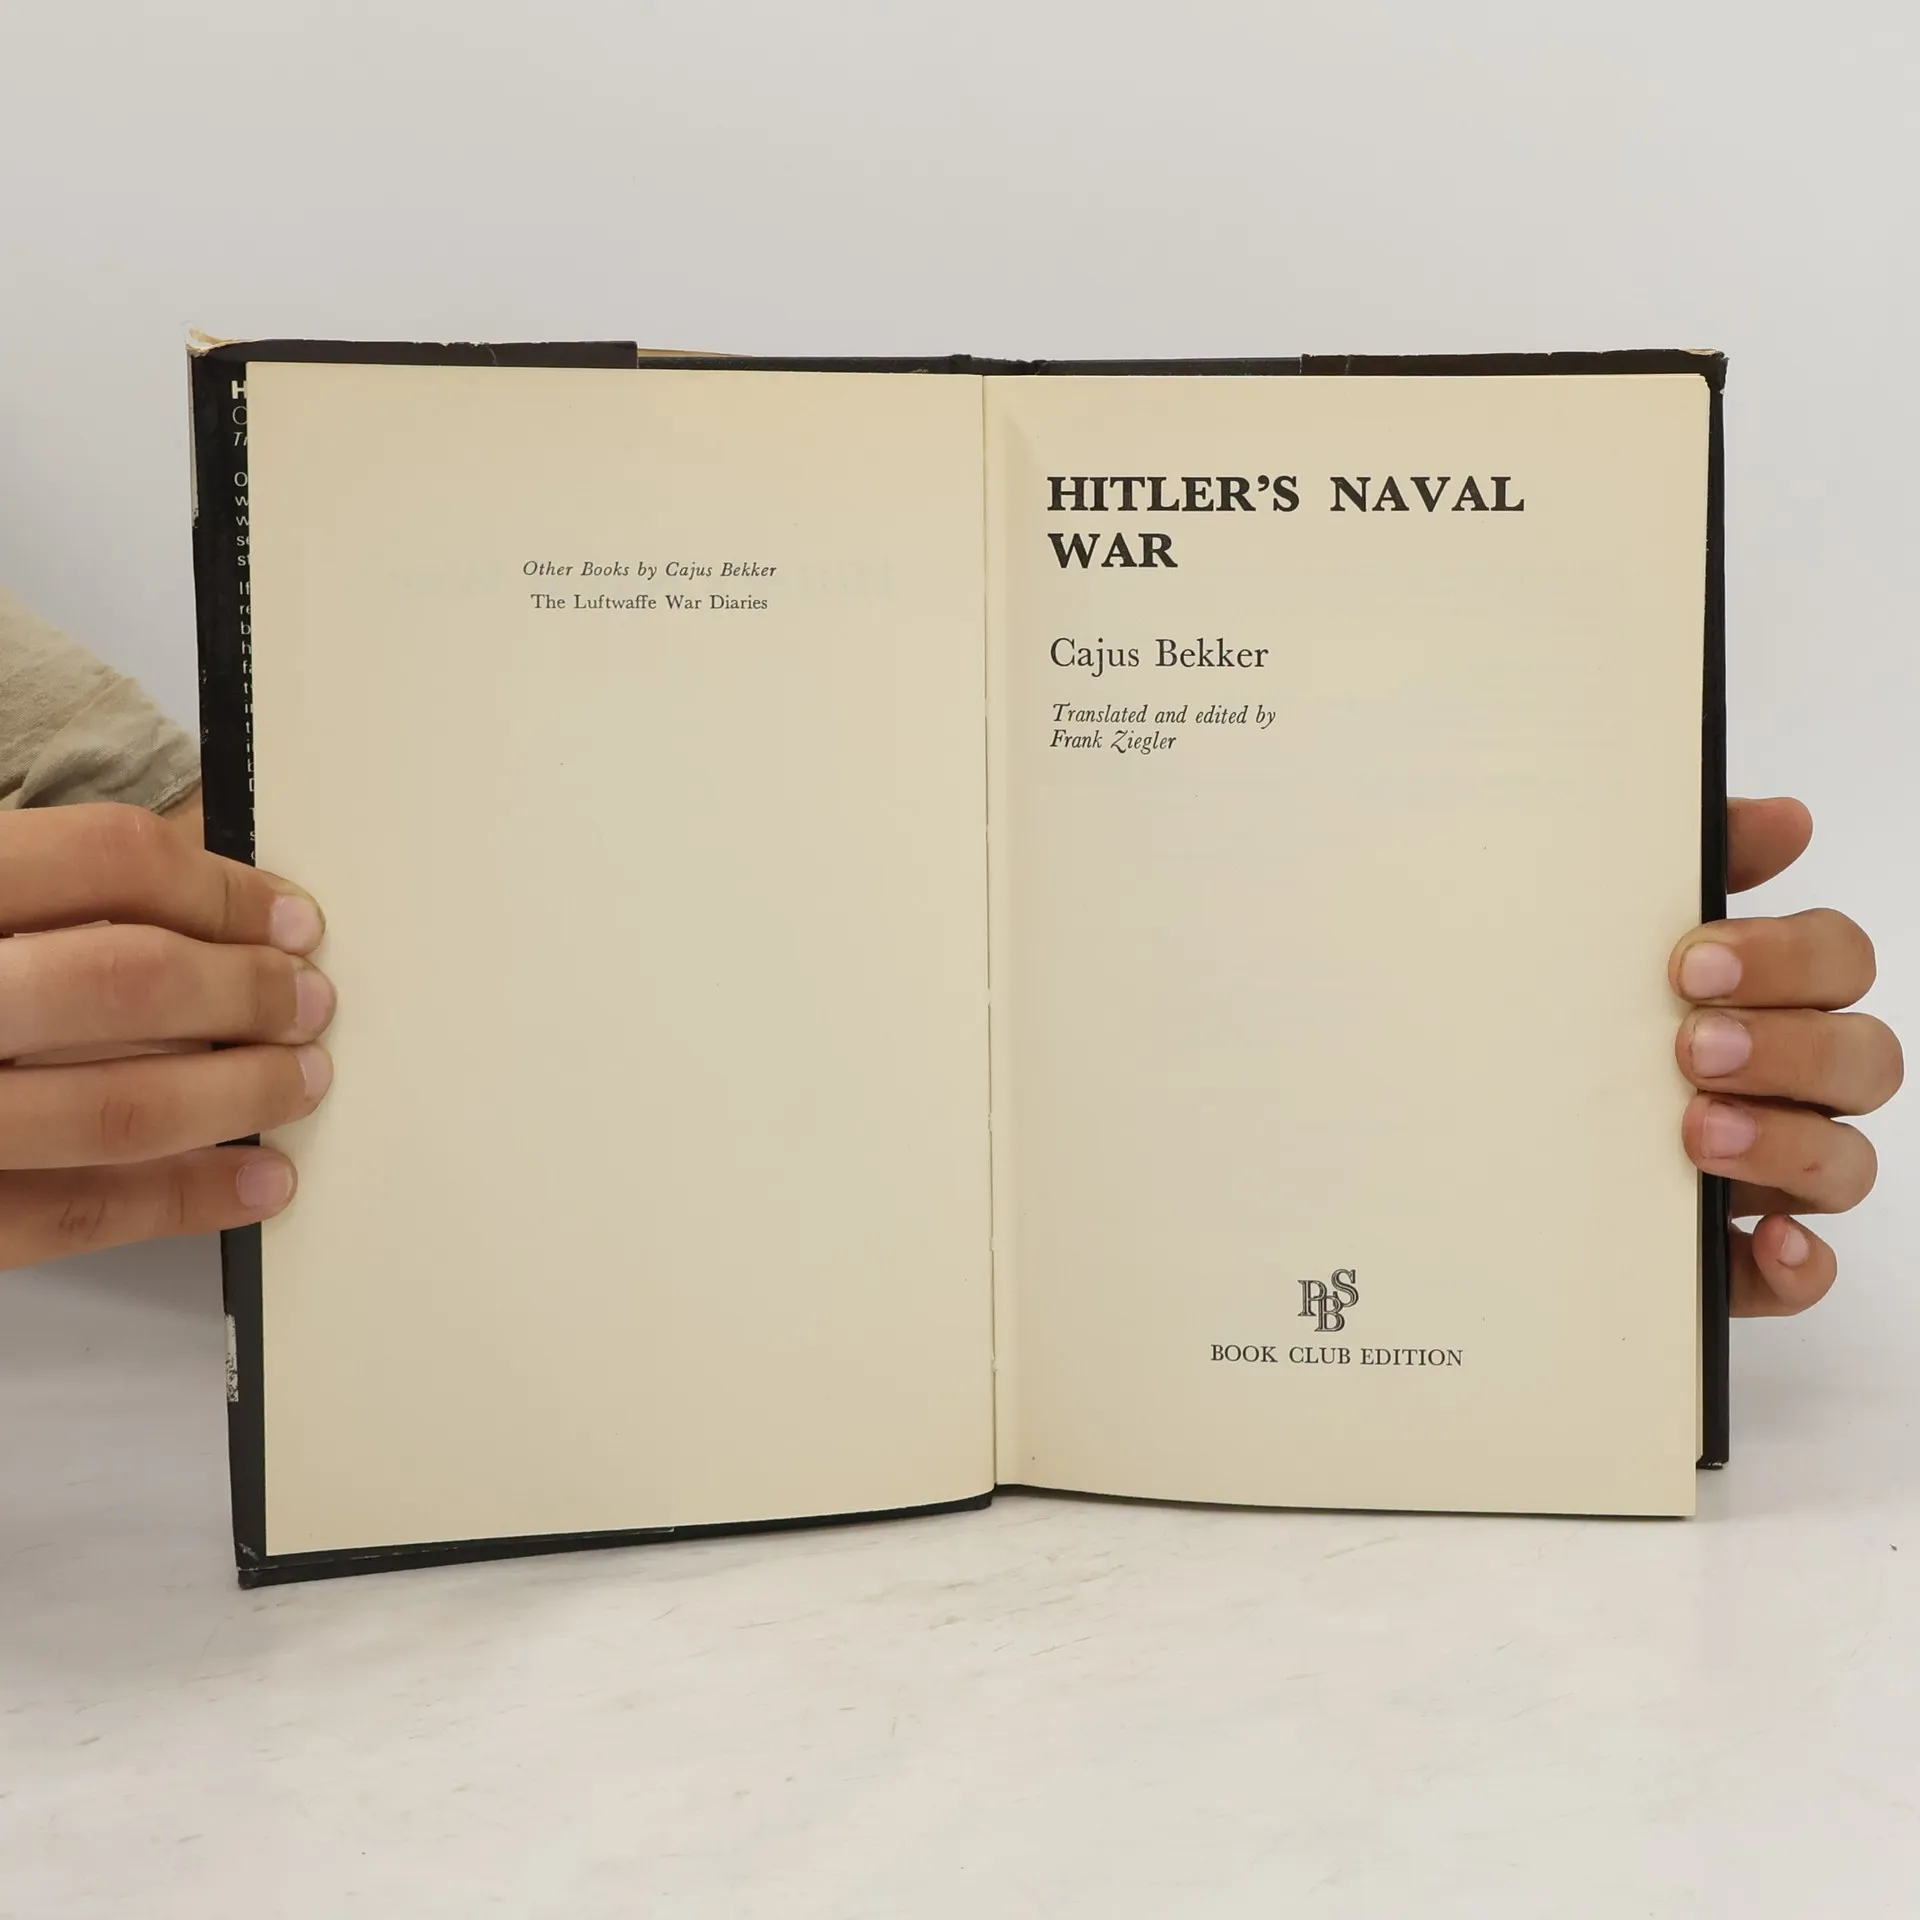 Other Books by Cajus Bekker
The Luftwaffe War Diaries
HITLER'S NAVAL
WAR
Cajus Bekker
Translated and edited by
Frank Ziegler
PBS
BOOK CLUB EDITION